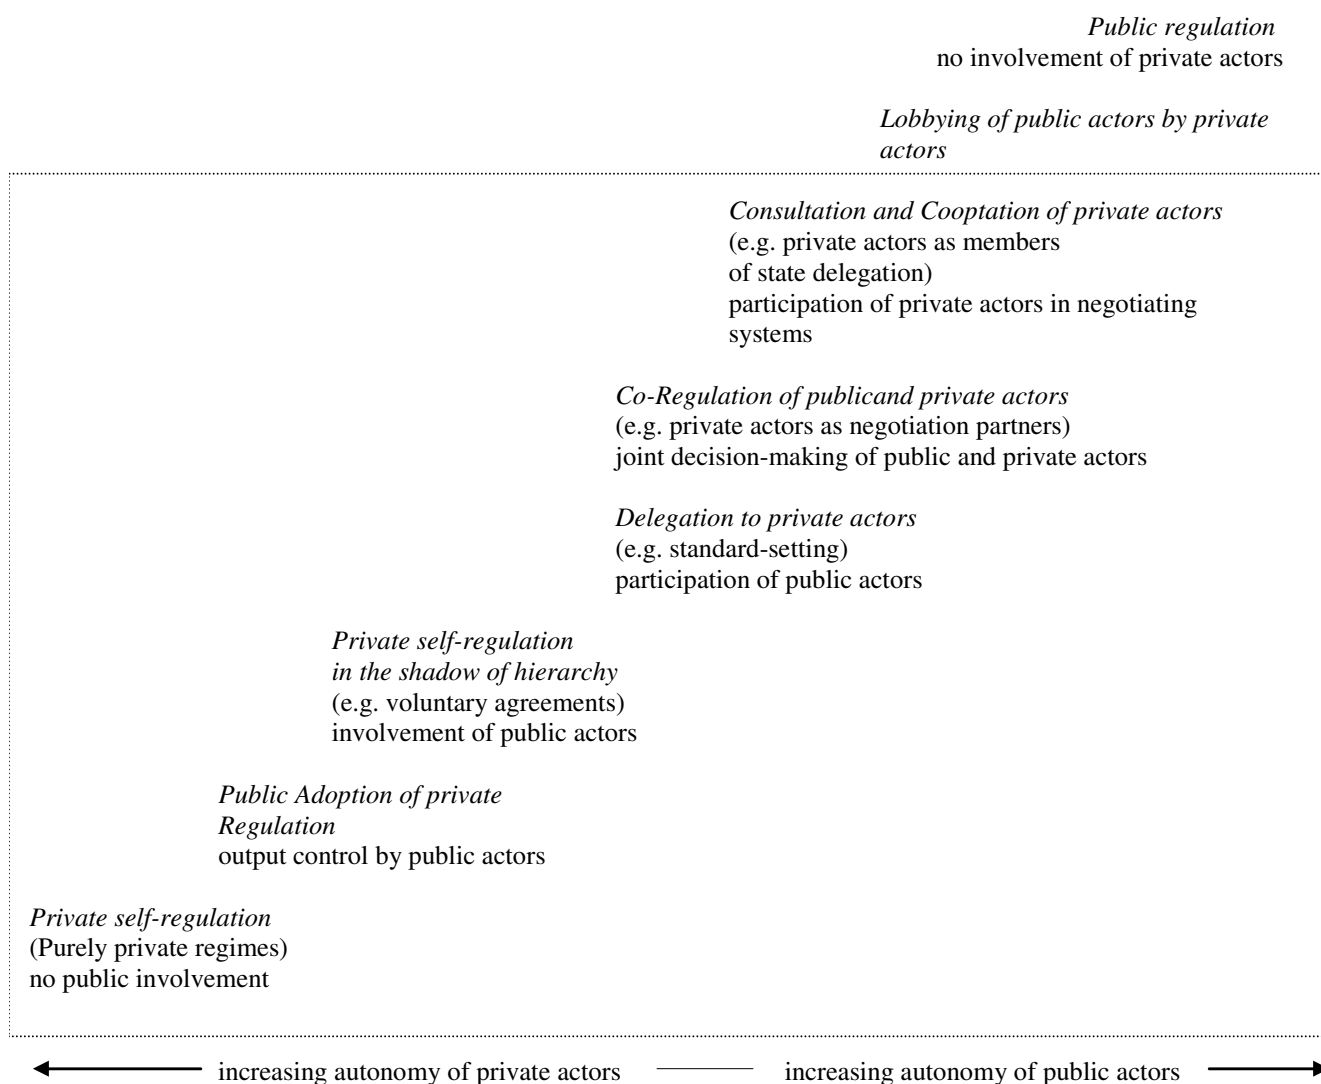 Public regulation
no involvement of private actors
Lobbying of public actors by private
actors
Consultation and Cooptation of private actors
(e.g. private actors as members
of state delegation)
participation of private actors in negotiating
systems
Co-Regulation of publicand private actors
(e.g. private actors as negotiation partners)
joint decision-making of public and private actors
Delegation to private actors
(e.g. standard-setting)
participation of public actors
Private self-regulation
in the shadow of hierarchy
(e.g. voluntary agreements)
involvement of public actors
Public Adoption of private
Regulation
output control by public actors
Private self-regulation
(Purely private regimes)
no public involvement
increasing autonomy of private actors increasing autonomy of public actors